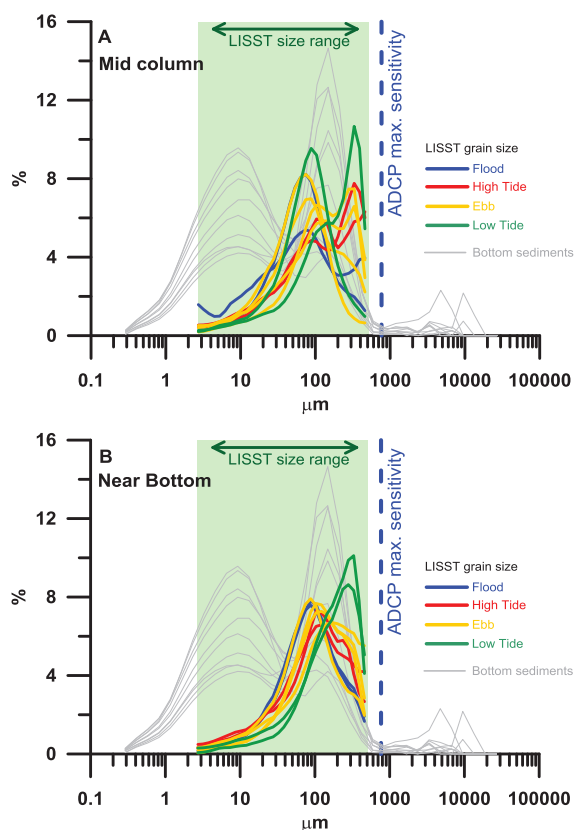 16
A
LISST size range
Mid column
12
ADCP max. sensitivity
LISST grain size
Flood
8
%
High Tide
Ebb
Low Tide
4
Bottom sediments
0
0.1 1 10 100 1000 10000 100000
µm
16
B
LISST size range
Near Bottom
12
ADCP max. sensitivity
LISST grain size
Flood
8
%
High Tide
Ebb
Low Tide
4
Bottom sediments
0
0.1 1 10 100 1000 10000 100000
µm